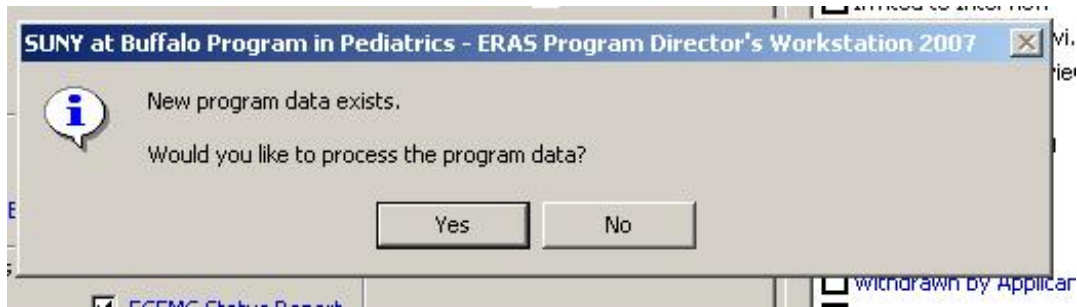 SUNY at Buffalo Program in Pediatrics - ERAS Program Director's Workstation 2007
New program data exists.
Would you like to process the program data?
Yes No
Withdrawn by Applican
ECFMG Status Report